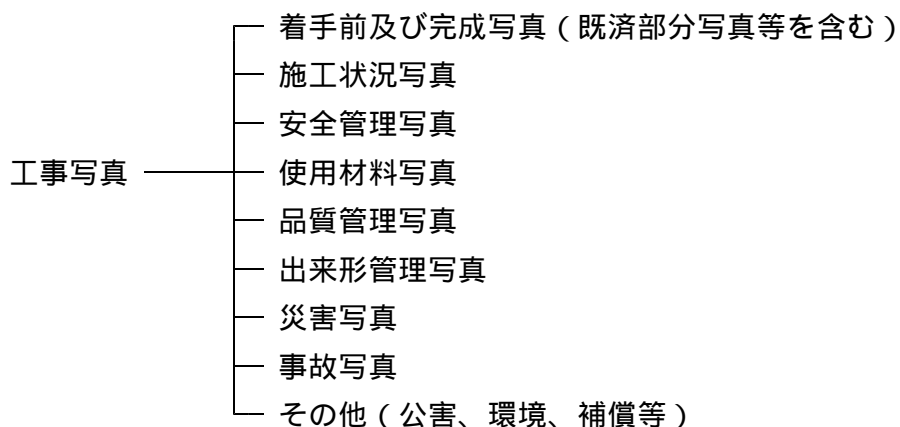 着手前及び完成写真（既済部分写真等を含む）
施工状況写真
安全管理写真
工事写真
使用材料写真
品質管理写真
出来形管理写真
災害写真
事故写真
その他（公害、環境、補償等）